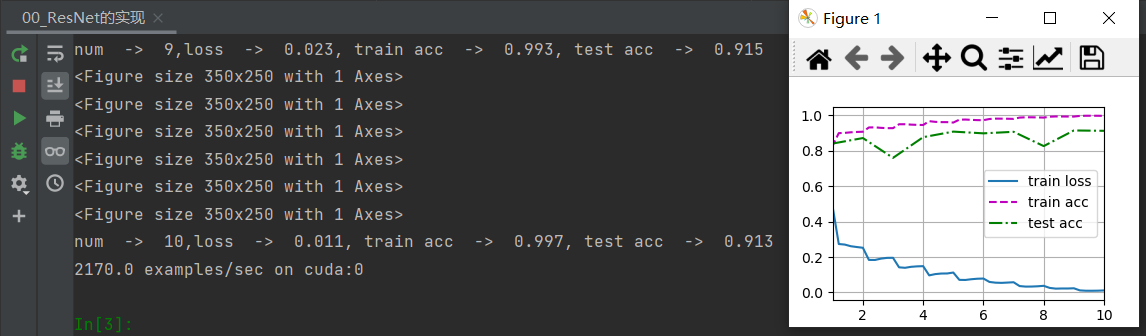 00_ResNet的实现
num  ->  9,loss  ->  0.023, train acc  ->  0.993, test acc  ->  0.915
<Figure size 350x250 with 1 Axes>
<Figure size 350x250 with 1 Axes>
<Figure size 350x250 with 1 Axes>
<Figure size 350x250 with 1 Axes>
<Figure size 350x250 with 1 Axes>
<Figure size 350x250 with 1 Axes>
num  ->  10,loss  ->  0.011, train acc  ->  0.997, test acc  ->  0.913
2170.0 examples/sec on cuda:0
In[3]:
Figure 1
1.0
0.8
0.6
0.4
0.2
0.0
train loss
train acc
test acc
2 4 6 8 10